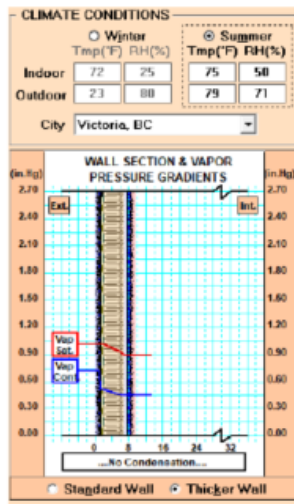 CLIMATE CONDITIONS
Winter Summer
Tmp(°F) RH(%) Tmp(°F) RH(%)
Indoor 72 25 75 50
Outdoor 23 80 79 71
City Victoria, BC
WALL SECTION & VAPOR
PRESSURE GRADIENTS
(in.Hg) (in.Hg)
2.70 2.70
Ext. Int.
2.40 2.40
2.10 2.10
1.80 1.80
1.50 1.50
1.20 1.20
Vap
Sat.
0.90 0.90
Vap
Cont
0.60 0.60
0.30 0.30
0.00 0.00
0 8 16 24 32
....No Condensation....
Standard Wall Thicker Wall